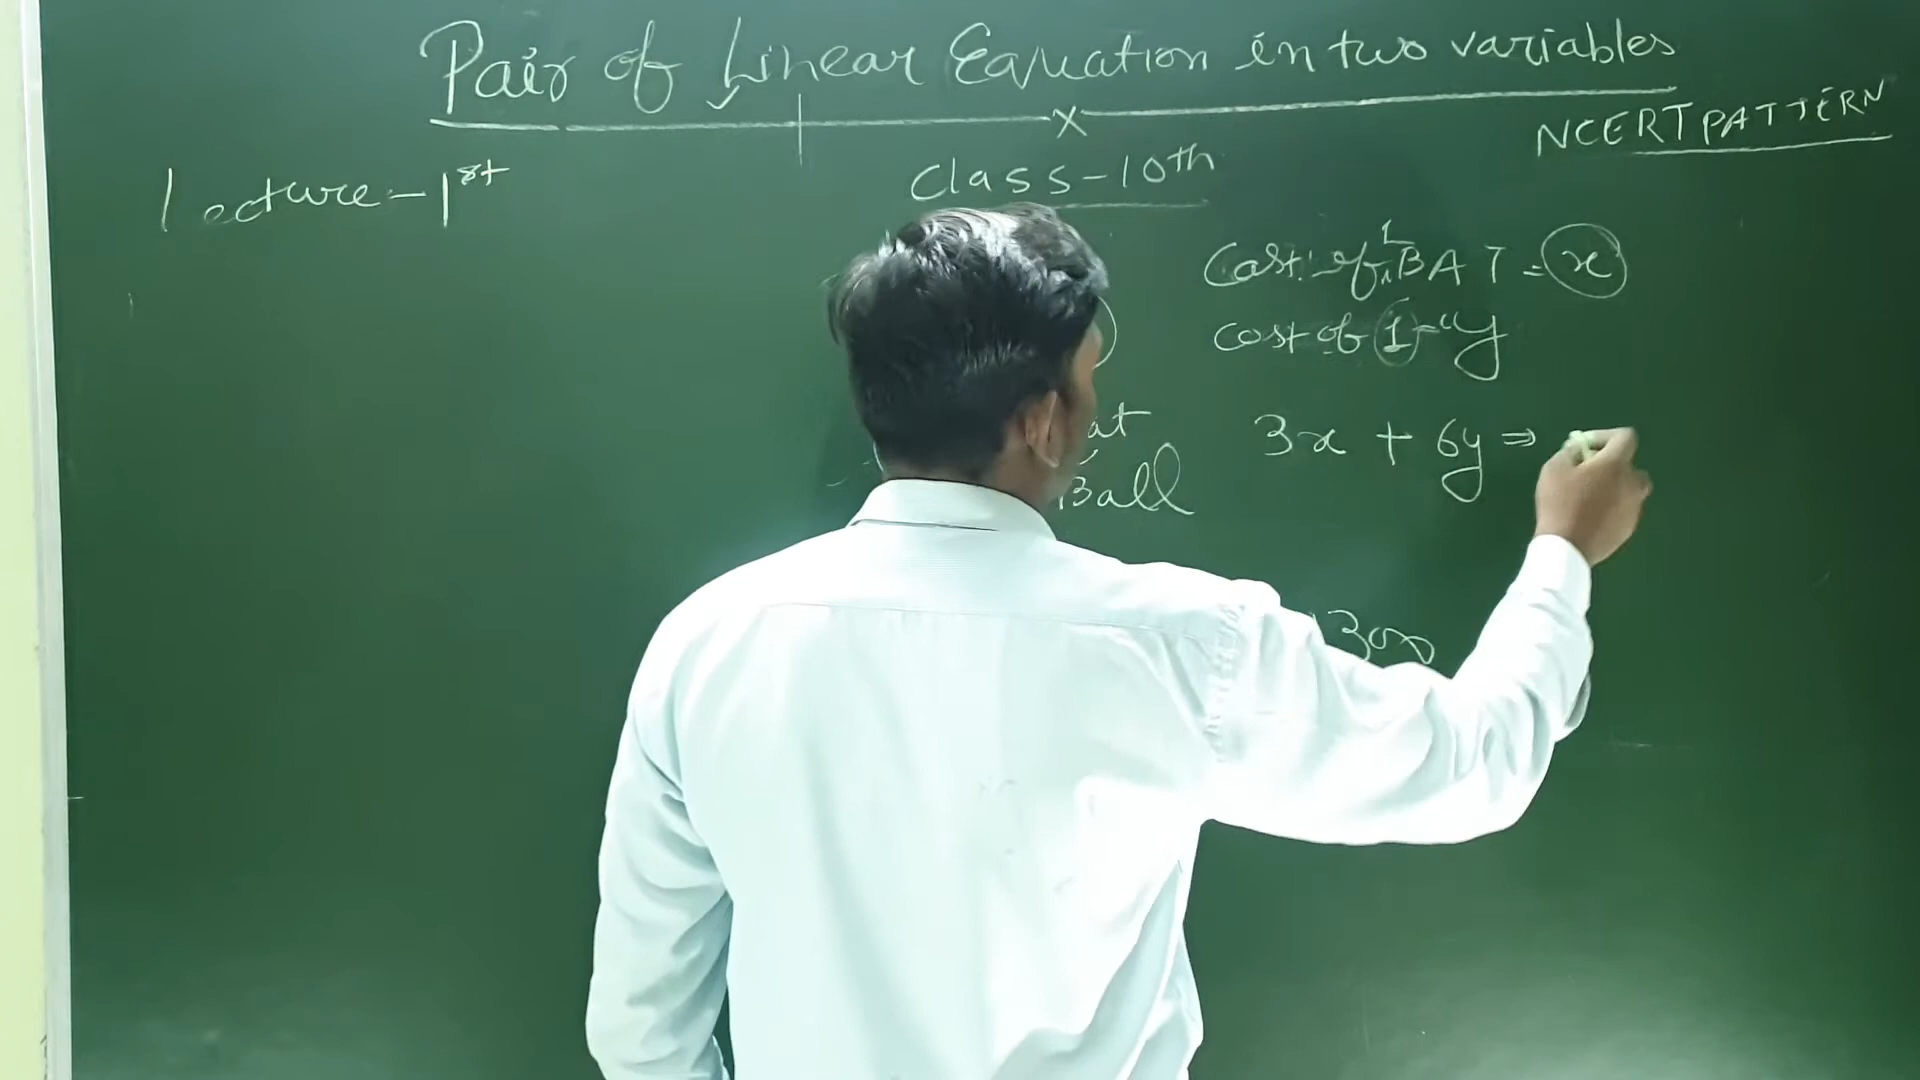 Pair of Linear Equation in two variables
x
NCERT PATTERN
Lecture - 1st
Class - 10th
Cost of 1 BAT = x
Cost of 1 - " y
at
3x + 6y ⇒
Ball